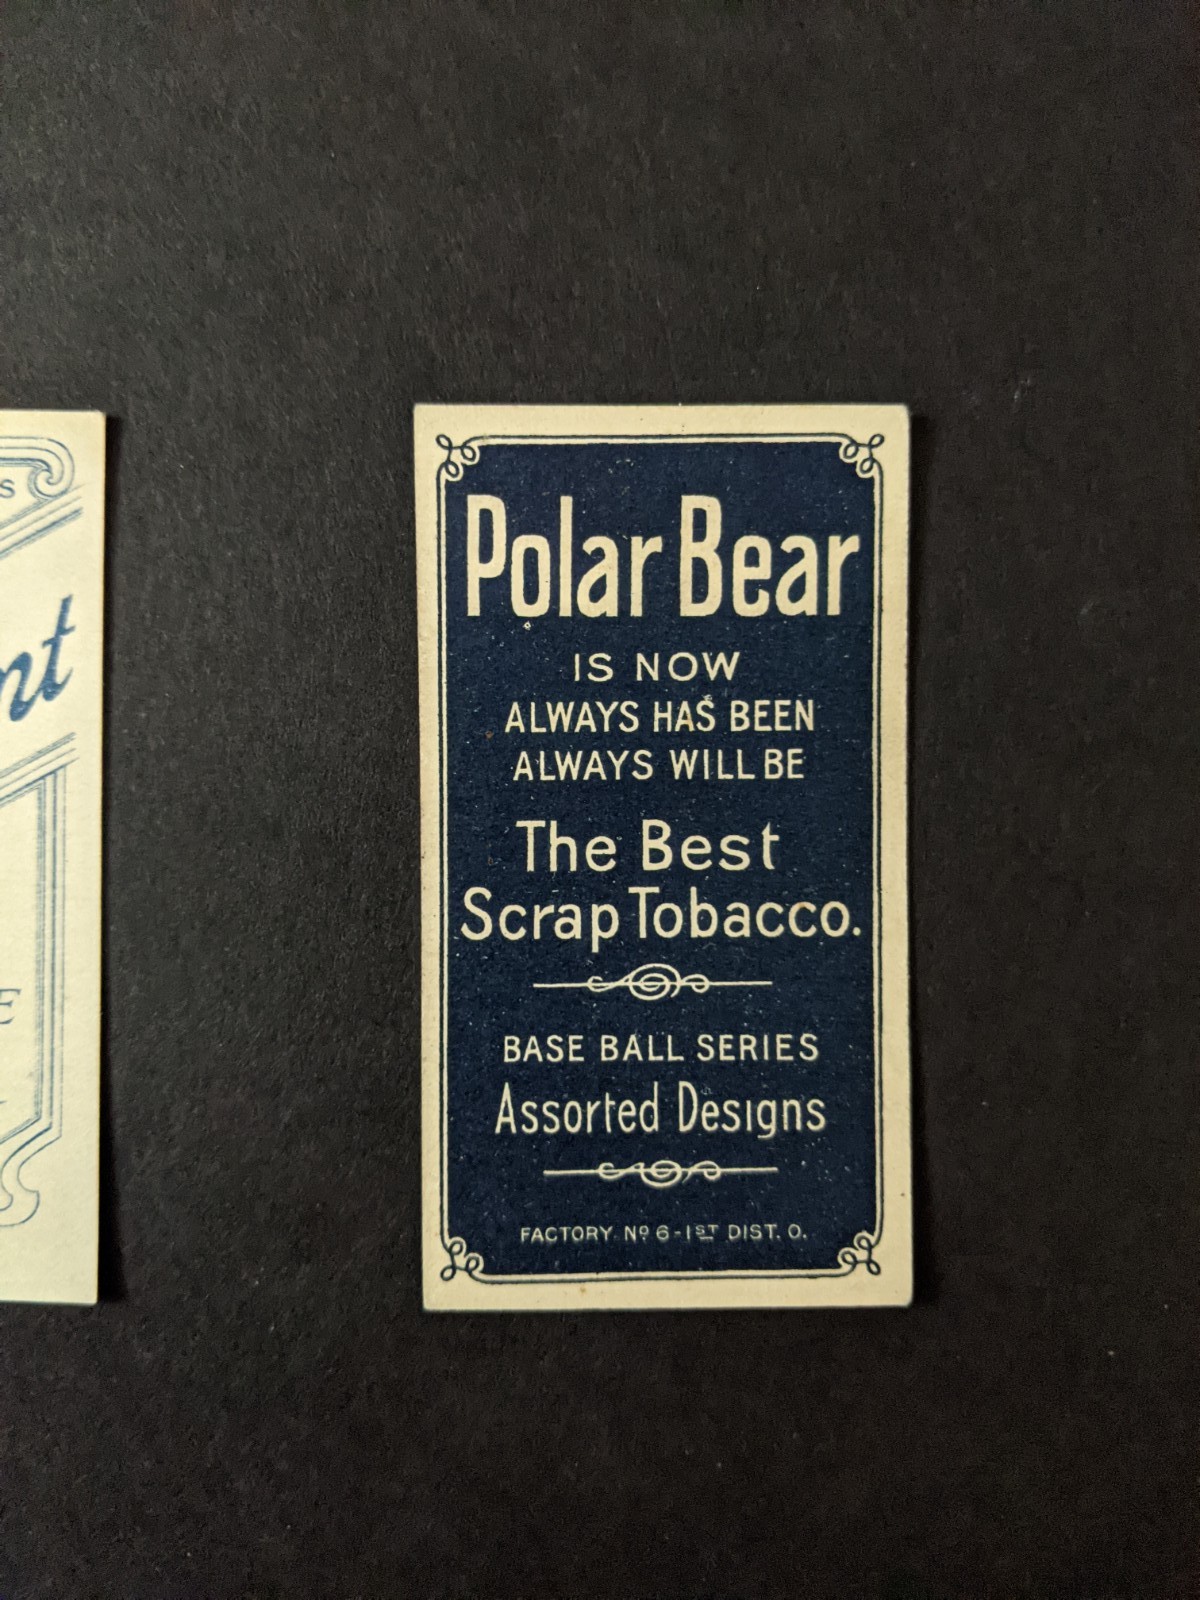 Polar Bear
IS NOW
ALWAYS HAS BEEN
ALWAYS WILL BE
The Best
Scrap Tobacco.
BASE BALL SERIES
Assorted Designs
FACTORY Nº 6-1ST DIST. O.